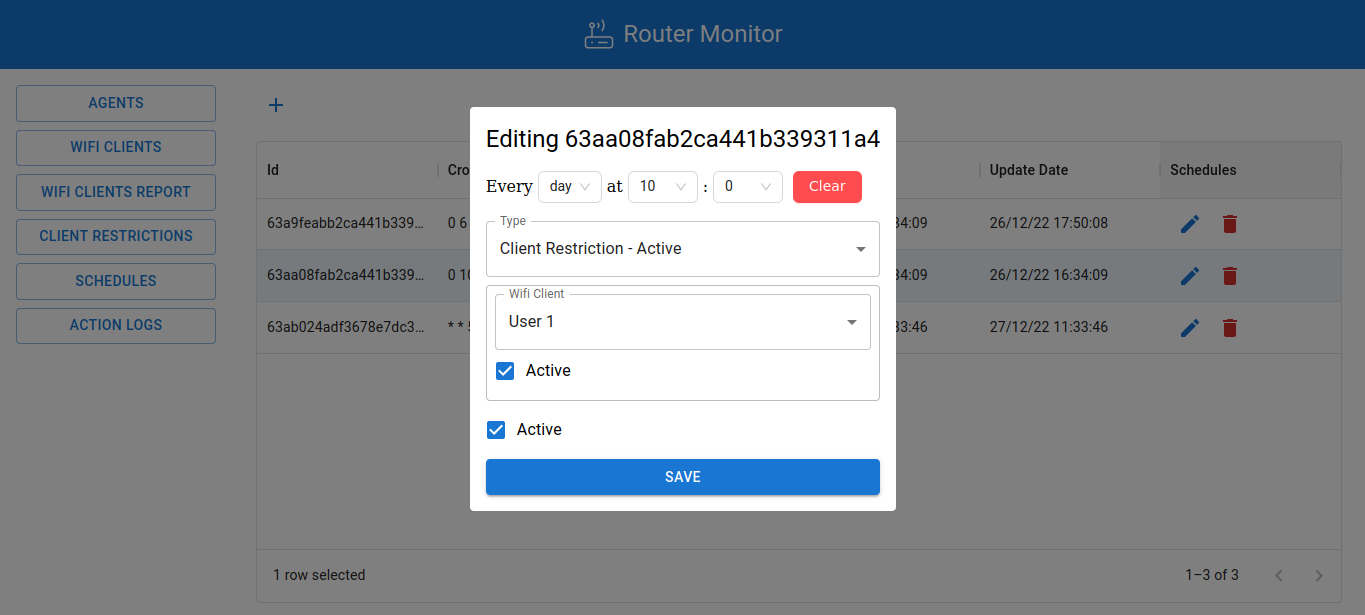 Router Monitor
AGENTS
WIFI CLIENTS
WIFI CLIENTS REPORT
CLIENT RESTRICTIONS
SCHEDULES
ACTION LOGS
+
Id Cro Update Date Schedules
63a9feabb2ca441b339... 0 6 34:09 26/12/22 17:50:08
63aa08fab2ca441b339... 0 10 34:09 26/12/22 16:34:09
63ab024adf3678e7dc3... * * 5 33:46 27/12/22 11:33:46
1 row selected 1–3 of 3
Editing 63aa08fab2ca441b339311a4
Every day at 10 : 0 Clear
Type
Client Restriction - Active
Wifi Client
User 1
Active
Active
SAVE